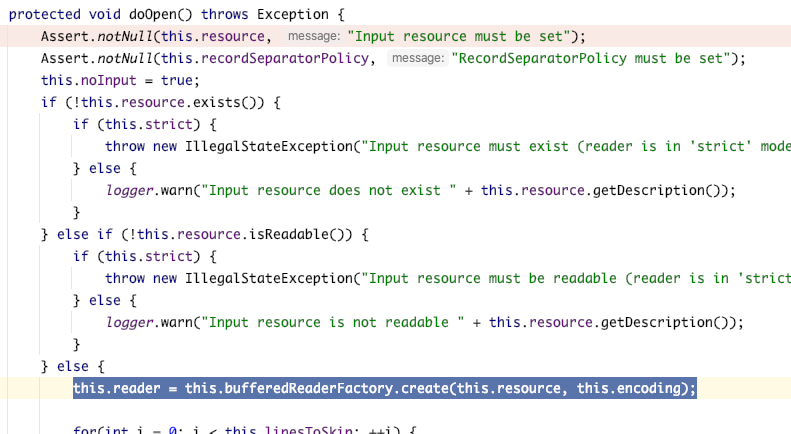 protected void doOpen() throws Exception {
    Assert.notNull(this.resource, message: "Input resource must be set");
    Assert.notNull(this.recordSeparatorPolicy, message: "RecordSeparatorPolicy must be set");
    this.noInput = true;
    if (!this.resource.exists()) {
        if (this.strict) {
            throw new IllegalStateException("Input resource must exist (reader is in 'strict' mode
        } else {
            logger.warn("Input resource does not exist " + this.resource.getDescription());
        }
    } else if (!this.resource.isReadable()) {
        if (this.strict) {
            throw new IllegalStateException("Input resource must be readable (reader is in 'strict
        } else {
            logger.warn("Input resource is not readable " + this.resource.getDescription());
        }
    } else {
        this.reader = this.bufferedReaderFactory.create(this.resource, this.encoding);
        for(int i = 0; i < this.linesToSkip; ++i) {